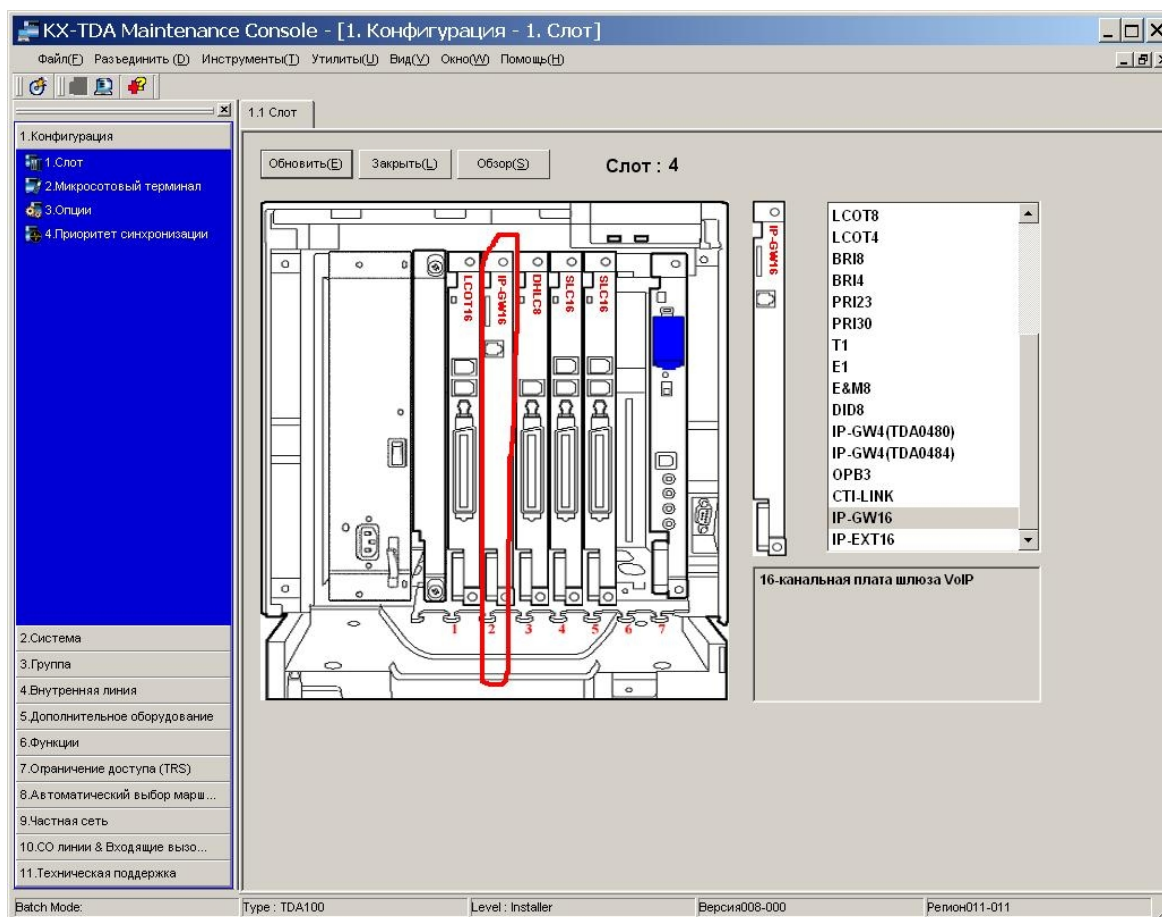 KX-TDA Maintenance Console - [1. Конфигурация - 1. Слот]
Файл(F) Разъединить (D) Инструменты(T) Утилиты(U) Вид(V) Окно(W) Помощь(H)
1.1 Слот
1.Конфигурация
1.Слот
2.Микросотовый терминал
3.Опции
4.Приоритет синхронизации
2.Система
3.Группа
4.Внутренняя линия
5.Дополнительное оборудование
6.Функции
7.Ограничение доступа (TRS)
8.Автоматический выбор марш...
9.Частная сеть
10.CO линии & Входящие вызо...
11.Техническая поддержка
Обновить(E) Закрыть(L) Обзор(S) Слот : 4
LCOT16
IP-GW16
DHLC8
SLC16
SLC16
1 2 3 4 5 6 7
IP-GW16
LCOT8
LCOT4
BRI8
BRI4
PRI23
PRI30
T1
E1
E&M8
DID8
IP-GW4(TDA0480)
IP-GW4(TDA0484)
OPB3
CTI-LINK
IP-GW16
IP-EXT16
16-канальная плата шлюза VoIP
Batch Mode: Type : TDA100 Level : Installer Версия008-000 Регион011-011